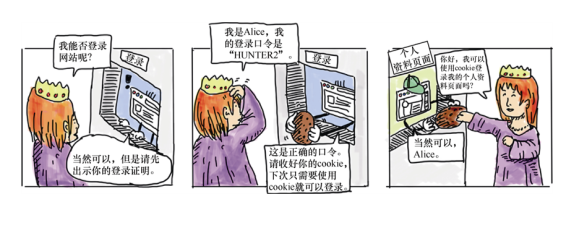 我能否登录
网站呢?
登录
当然可以，但是请先
出示你的登录证明。
我是Alice，我
的登录口令是
“HUNTER2”。
登录
这是正确的口令。
请收好你的cookie，
下次只需要使用
cookie就可以登录。
个人
资料页面
你好，我可以
使用cookie登
录我的个人资
料页面吗?
当然可以，
Alice。